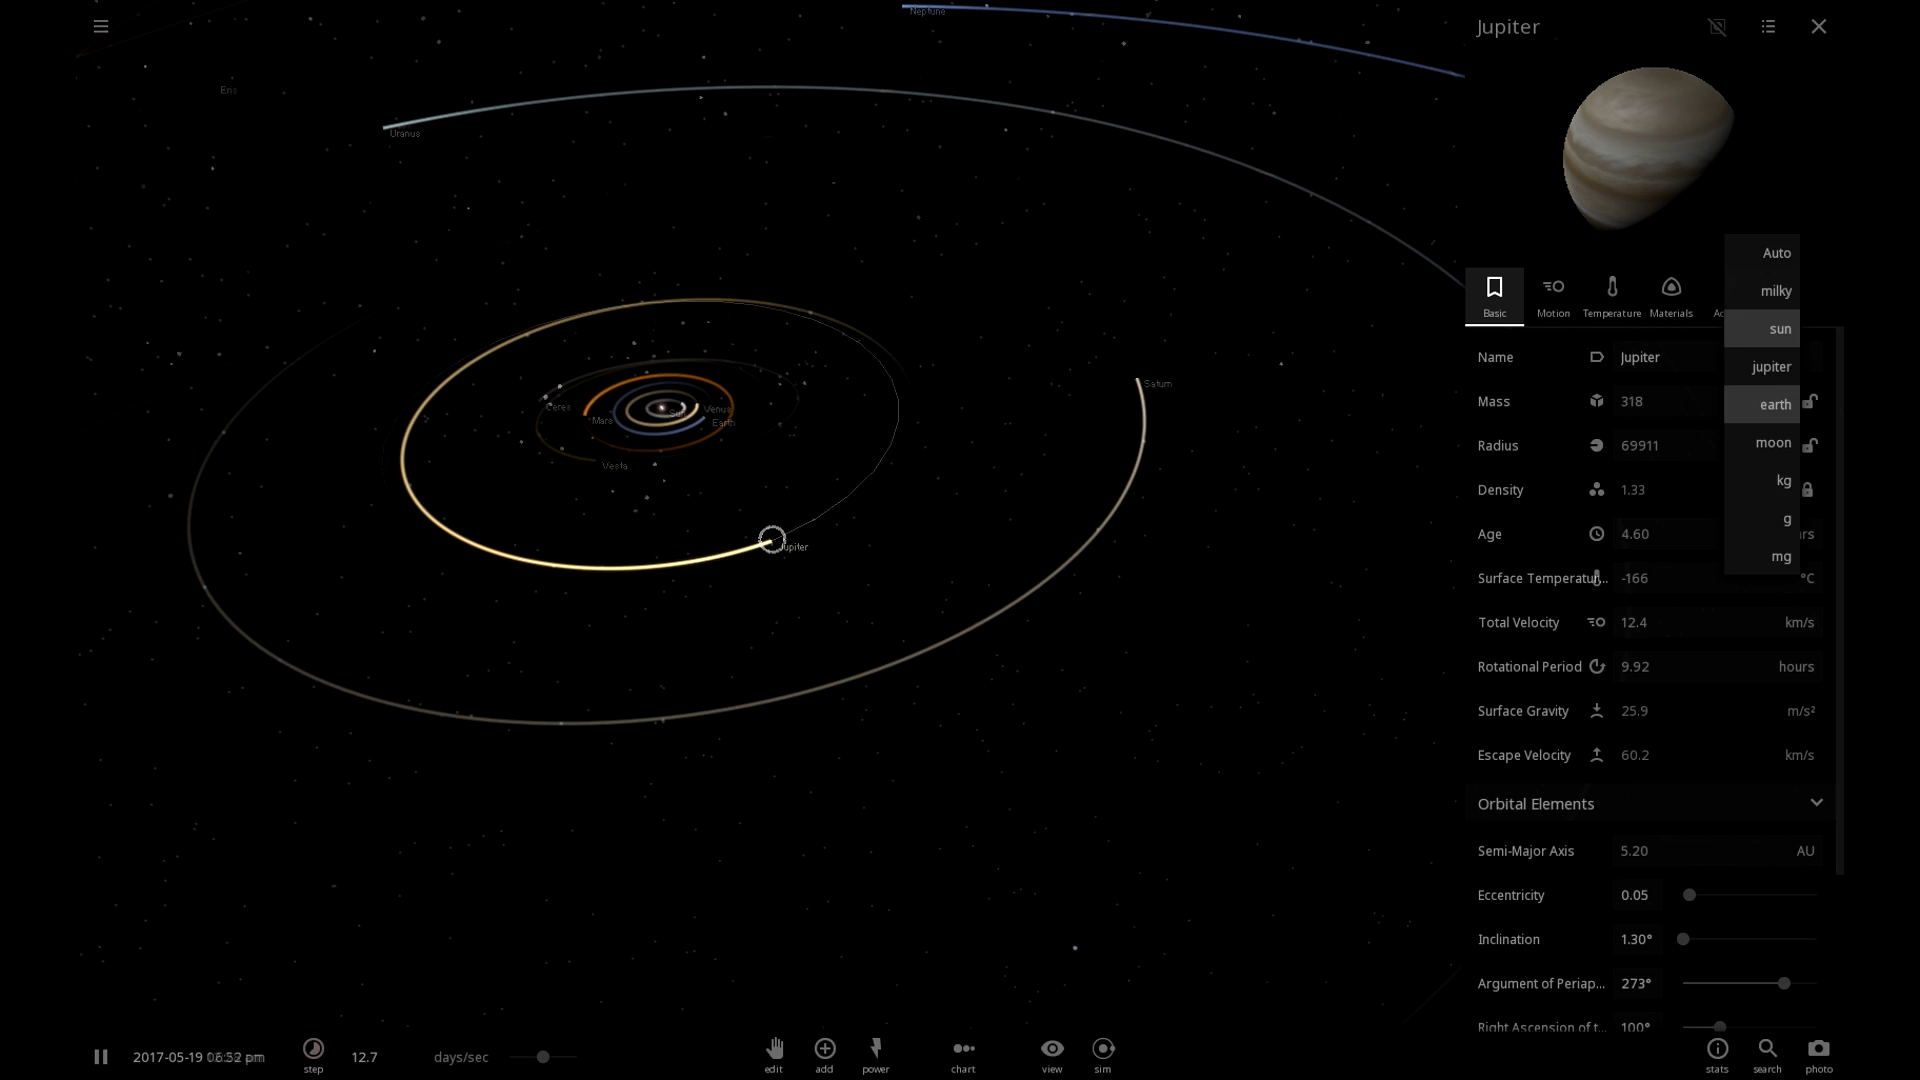 Neptune
Jupiter
Eris
Uranus
Auto
milky
sun
jupiter
earth
moon
kg
g
mg
Basic
Motion
Temperature
Materials
Name Jupiter
Mass 318
Radius 69911
Density 1.33
Age 4.60
Surface Temperatur... -166 °C
Total Velocity 12.4 km/s
Rotational Period 9.92 hours
Surface Gravity 25.9 m/s²
Escape Velocity 60.2 km/s
Orbital Elements
Semi-Major Axis 5.20 AU
Eccentricity 0.05
Inclination 1.30°
Argument of Periap... 273°
Right Ascension of t... 100°
Saturn
Ceres
Mars
Sun
Venus
Earth
Vesta
Jupiter
2017-05-19
pm
step
12.7 days/sec
edit
add
power
chart
view
sim
stats
search
photo